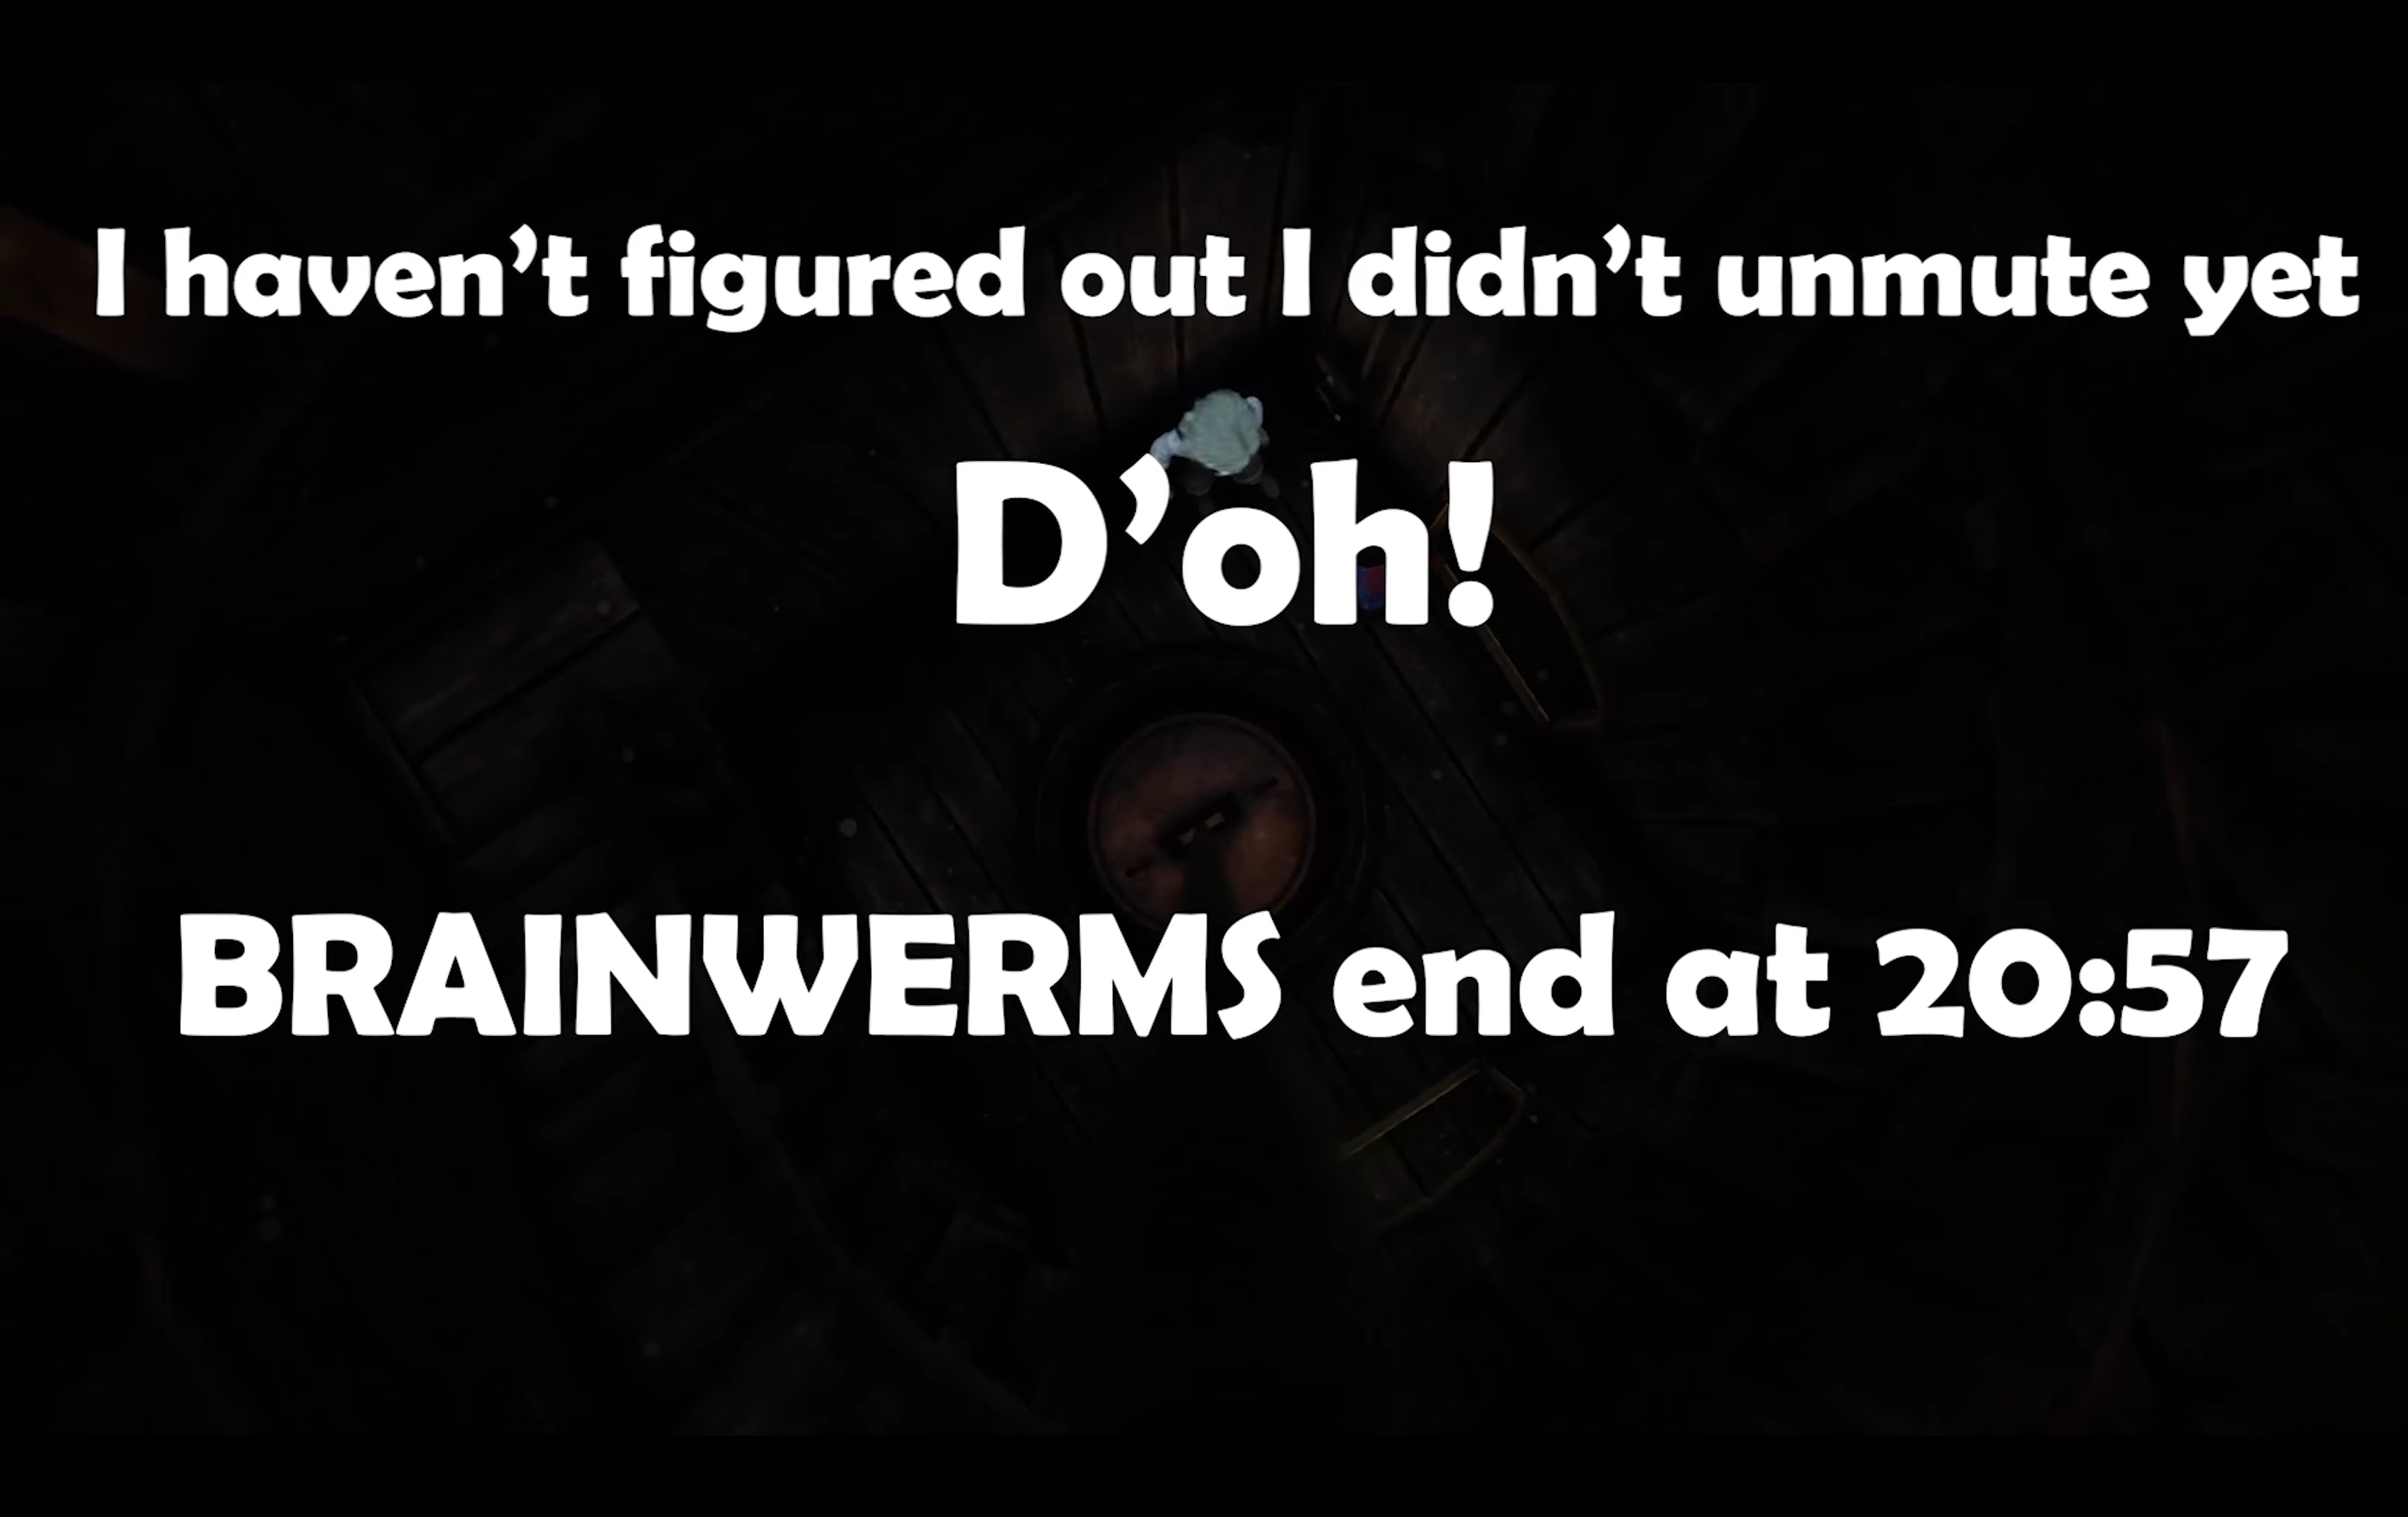 I haven’t figured out I didn’t unmute yet
D’oh!
BRAINWERMS end at 20:57